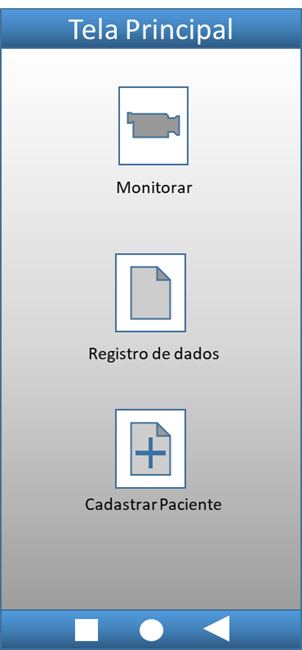 Tela Principal
Monitorar
Registro de dados
Cadastrar Paciente